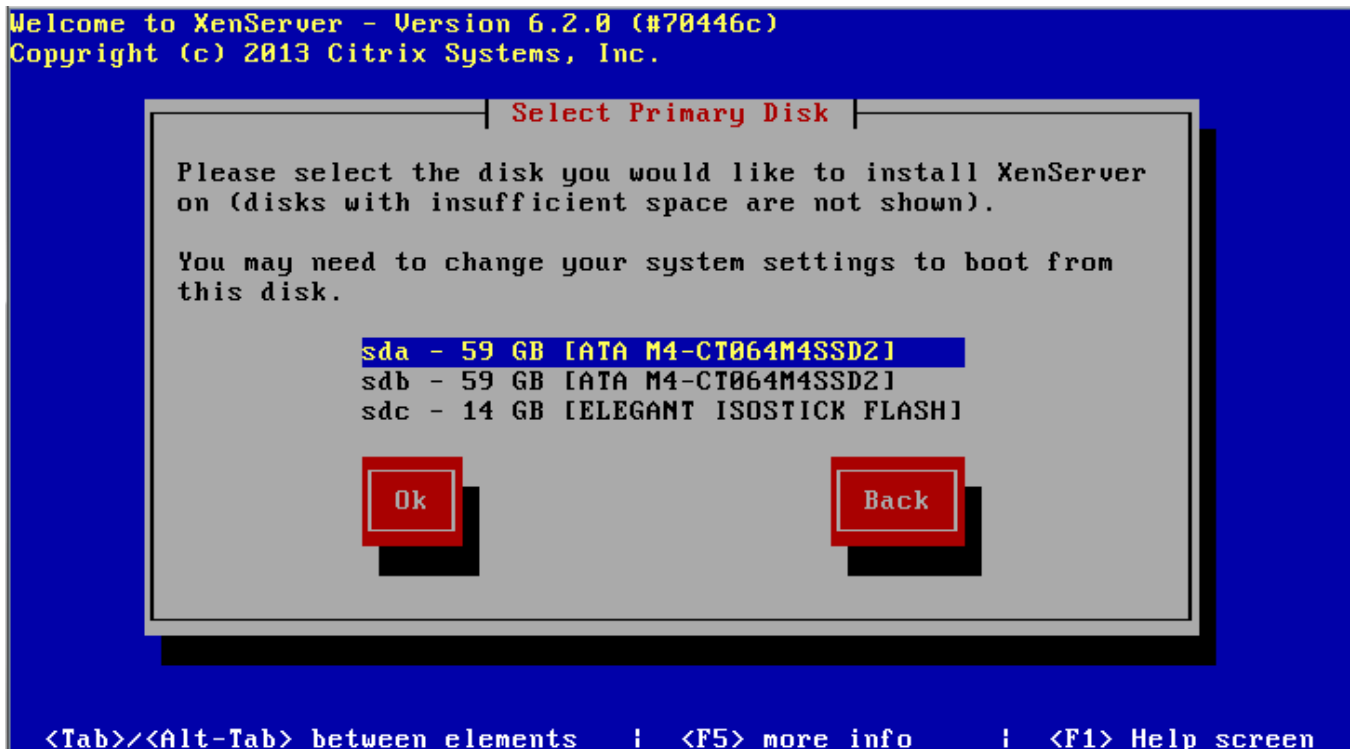 Welcome to XenServer - Version 6.2.0 (#70446c)
Copyright (c) 2013 Citrix Systems, Inc.
Select Primary Disk
Please select the disk you would like to install XenServer
on (disks with insufficient space are not shown).
You may need to change your system settings to boot from
this disk.
sda - 59 GB [ATA M4-CT064M4SSD2]
sdb - 59 GB [ATA M4-CT064M4SSD2]
sdc - 14 GB [ELEGANT ISOSTICK FLASH]
Ok Back
<Tab>/<Alt-Tab> between elements | <F5> more info | <F1> Help screen